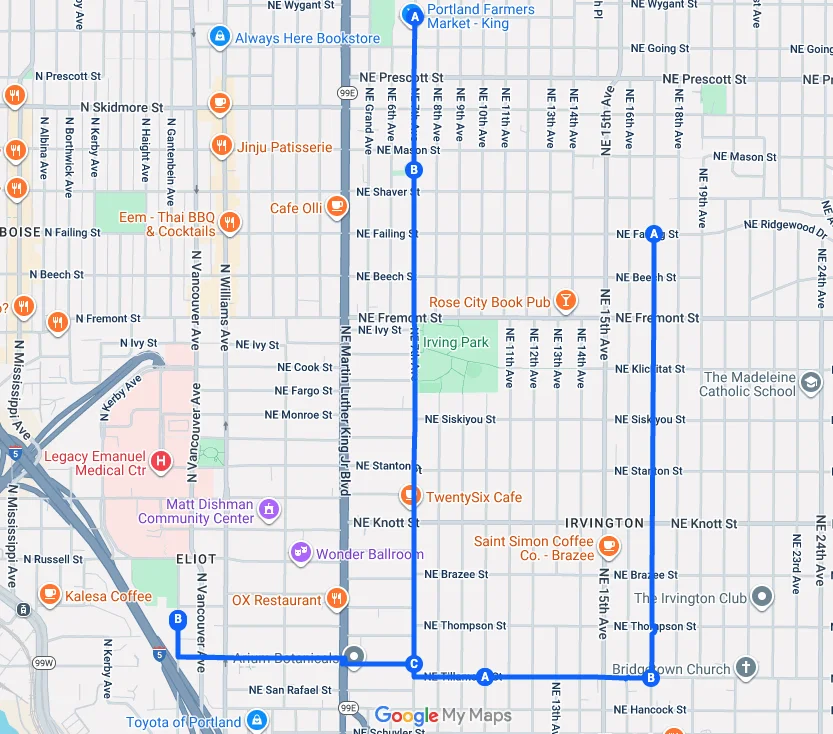 NE Wygant St
NE Wygant St
Portland Farmers
Market - King
A
Always Here Bookstore
NE Going St
NE Going
N Prescott St
NE Prescott St
NE Prescott St
99E
N Skidmore St
N Albina Ave
N Borthwick Ave
N Kerby Ave
N Haight Ave
N Gantenbein Ave
NE Grand Ave
NE 6th Ave
NE 8th Ave
NE 9th Ave
NE 10th Ave
NE 11th Ave
NE 13th Ave
NE 14th Ave
NE 15th Ave
NE 16th Ave
NE 18th Ave
Jinju Patisserie
NE Mason St
NE Mason St
B
NE Shaver St
NE 19th Ave
Cafe Olli
Eem - Thai BBQ
& Cocktails
BOISE
N Failing St
NE Failing St
A
NE Ridgewood Dr
NE 24th Ave
N Beech St
NE Beech St
NE Beech St
N Vancouver Ave
N Williams Ave
Rose City Book Pub
N Fremont St
NE Fremont St
NE Fremont St
NE Ivy St
N Ivy St
NE Ivy St
Irving Park
NE 7th Ave
NE 11th Ave
NE 12th Ave
NE 13th Ave
NE 14th Ave
NE 15th Ave
NE Martin Luther King Jr Blvd
N Mississippi Ave
N Kerby Ave
NE Cook St
NE Fargo St
NE Monroe St
N Vancouver Ave
NE Klickitat St
The Madeleine
Catholic School
NE Siskiyou St
NE Siskiyou St
5
Legacy Emanuel
Medical Ctr
H
NE Stanton St
NE Stanton St
TwentySix Cafe
Matt Dishman
Community Center
NE Knott St
IRVINGTON
NE Knott St
N Mississippi Ave
Saint Simon Coffee
Co. - Brazee
NE 24th Ave
NE 23rd Ave
Wonder Ballroom
N Russell St
ELIOT
NE Brazee St
NE Brazee St
NE 15th Ave
Kalesa Coffee
OX Restaurant
The Irvington Club
B
N Vancouver Ave
NE Thompson St
NE Thompson St
N Kerby Ave
99W
5
Arium Botanicals
C
NE Tillamook St
A
B
Bridgetown Church
NE San Rafael St
NE 13th Ave
NE Hancock St
99E
Toyota of Portland
Google My Maps
NE Schuyler St